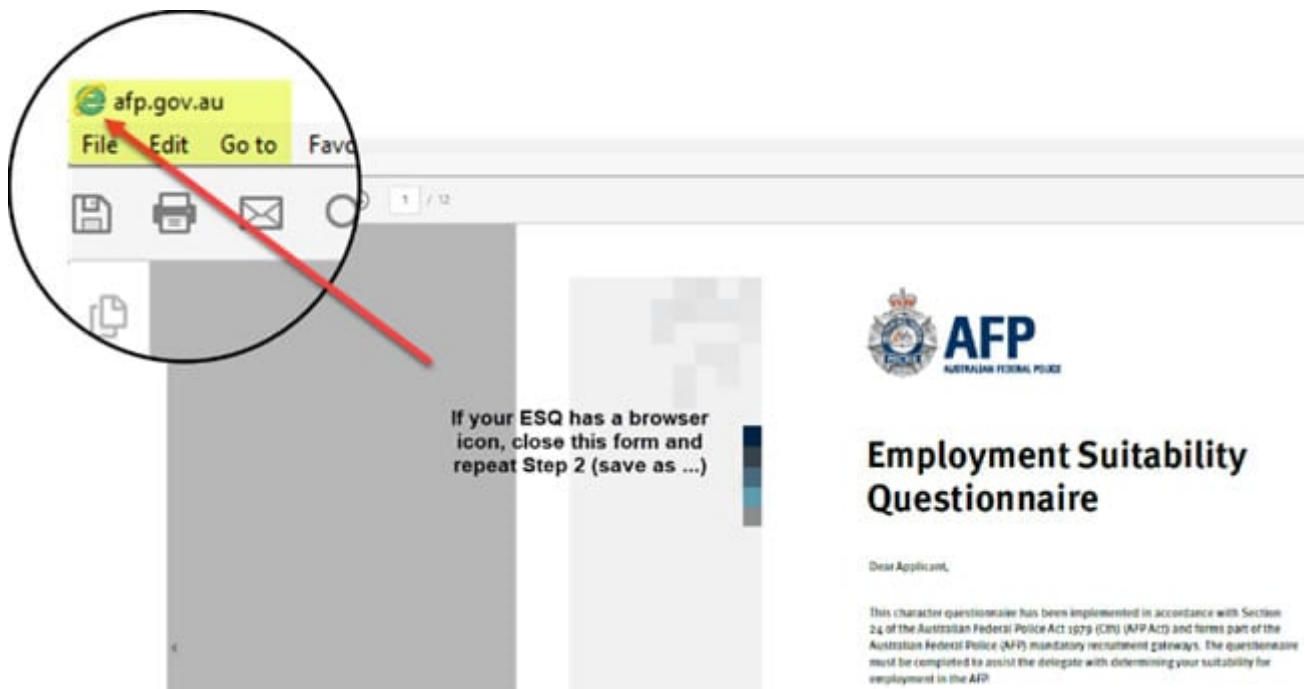 afp.gov.au
File Edit Go to Favo
1 / 12
AFP
AUSTRALIAN FEDERAL POLICE
If your ESQ has a browser
icon, close this form and
repeat Step 2 (save as ...)
Employment Suitability
Questionnaire
Dear Applicant,
This character questionnaire has been implemented in accordance with Section
24 of the Australian Federal Police Act 1979 (Cth) (AFP Act) and forms part of the
Australian Federal Police (AFP) mandatory recruitment gateways. The questionnaire
must be completed to assist the delegate with determining your suitability for
employment in the AFP.